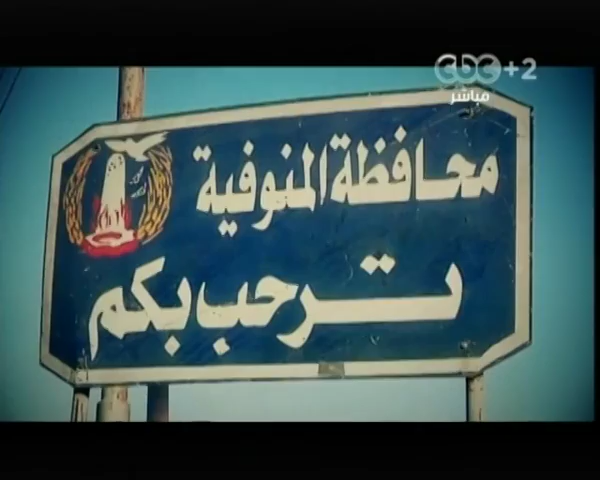 cbc+2
مباشر
محافظة المنوفية
ترحب بكم